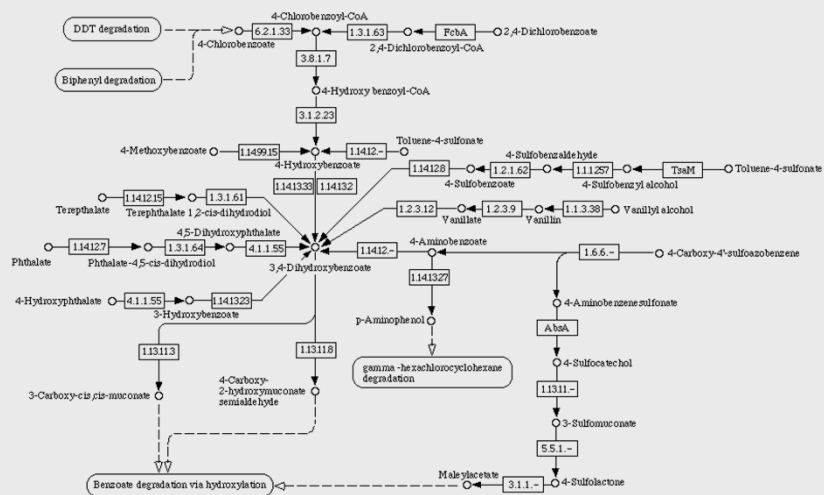 4-Chlorobenzoyl-CoA
DDT degradation
6.2.1.33
1.3.1.63
FcbA
2,4-Dichlorobenzoate
4-Chlorobenzoate
2,4-Dichlorobenzoyl-CoA
3.8.1.7
Biphenyl degradation
4-Hydroxy benzoyl-CoA
3.1.2.23
Toluene-4-sulfonate
4-Methoxybenzoate
1.14.99.15
1.14.12.-
4-Hydroxybenzoate
4-Sulfobenzaldehyde
1.14.12.8
1.2.1.62
1.1.1.257
TsaM
Toluene-4-sulfonate
4-Sulfobenzoate
4-Sulfobenzyl alcohol
1.14.13.33
1.14.13.2
1.14.12.15
1.3.1.61
Terepthalate
Terephthalate 1,2-cis-dihydrodiol
1.2.3.12
1.2.3.9
1.1.3.38
Vanillyl alcohol
Vanillate
Vanillin
4,5-Dihydroxyphthalate
1.14.12.7
1.3.1.64
4.1.1.55
Phthalate
Phthalate-4,5-cis-dihydrodiol
3,4-Dihydroxybenzoate
4-Aminobenzoate
1.14.12.-
1.6.6.-
4-Carboxy-4'-sulfoazobenzene
1.14.13.27
4-Hydroxyphthalate
4.1.1.55
1.14.13.23
3-Hydroxybenzoate
4-Aminobenzenesulfonate
p-Aminophenol
AbsA
1.13.11.3
1.13.11.8
gamma -hexachlorocyclohexane
degradation
4-Sulfocatechol
4-Carboxy-
2-hydroxymuconate
semialdehyde
3-Carboxy-cis,cis-muconate
1.13.11.-
3-Sulfomuconate
5.5.1.-
Maleylacetate
Benzoate degradation via hydroxylation
3.1.1.-
4-Sulfolactone